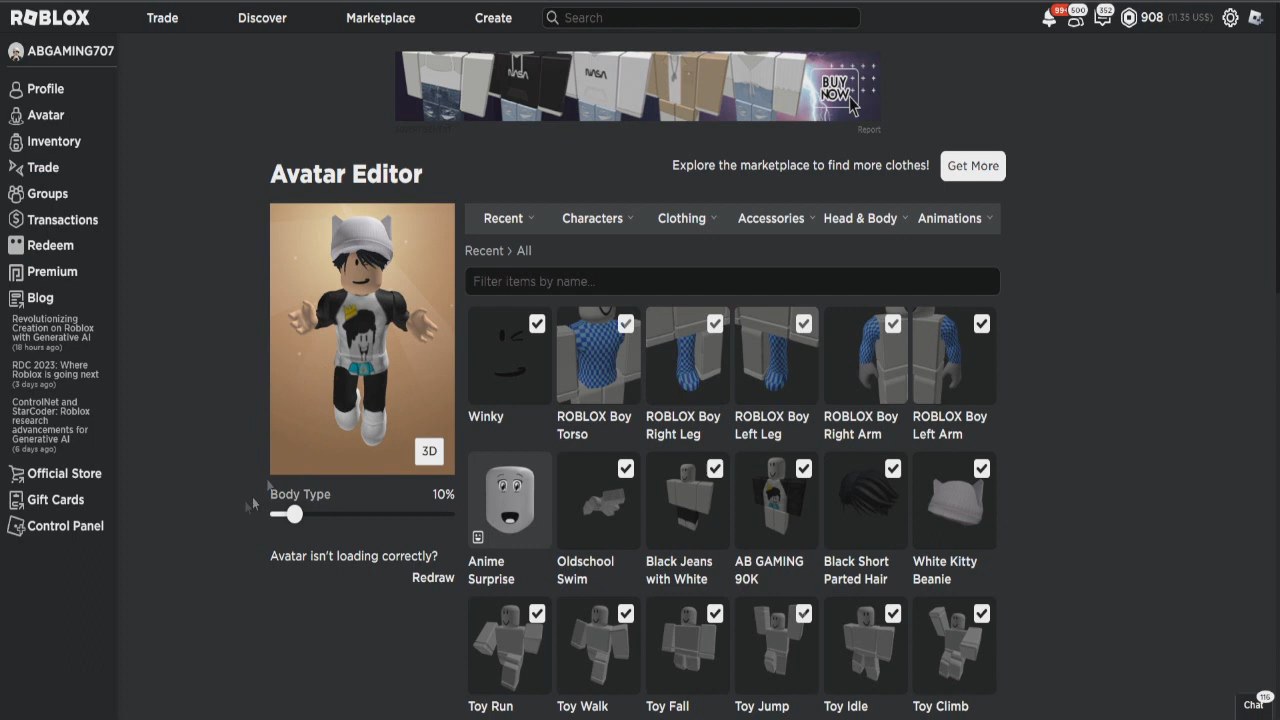 ROBLOX
Trade
Discover
Marketplace
Create
Search
99+
500
352
908
(11.35 US$)
ABGAMING707
Profile
Avatar
Inventory
Trade
Groups
Transactions
Redeem
Premium
Blog
Revolutionizing
Creation on Roblox
with Generative AI
(18 hours ago)
RDC 2023: Where
Roblox is going next
(3 days ago)
ControlNet and
StarCoder: Roblox
research
advancements for
Generative AI
(6 days ago)
Official Store
Gift Cards
Control Panel
NASA
NASA
BUY
NOW
Report
Avatar Editor
Explore the marketplace to find more clothes!
Get More
3D
Body Type
10%
Avatar isn't loading correctly?
Redraw
Recent
Characters
Clothing
Accessories
Head & Body
Animations
Recent > All
Filter items by name...
Winky
ROBLOX Boy
Torso
ROBLOX Boy
Right Leg
ROBLOX Boy
Left Leg
ROBLOX Boy
Right Arm
ROBLOX Boy
Left Arm
Anime
Surprise
Oldschool
Swim
Black Jeans
with White
AB GAMING
90K
Black Short
Parted Hair
White Kitty
Beanie
Toy Run
Toy Walk
Toy Fall
Toy Jump
Toy Idle
Toy Climb
Chat
116